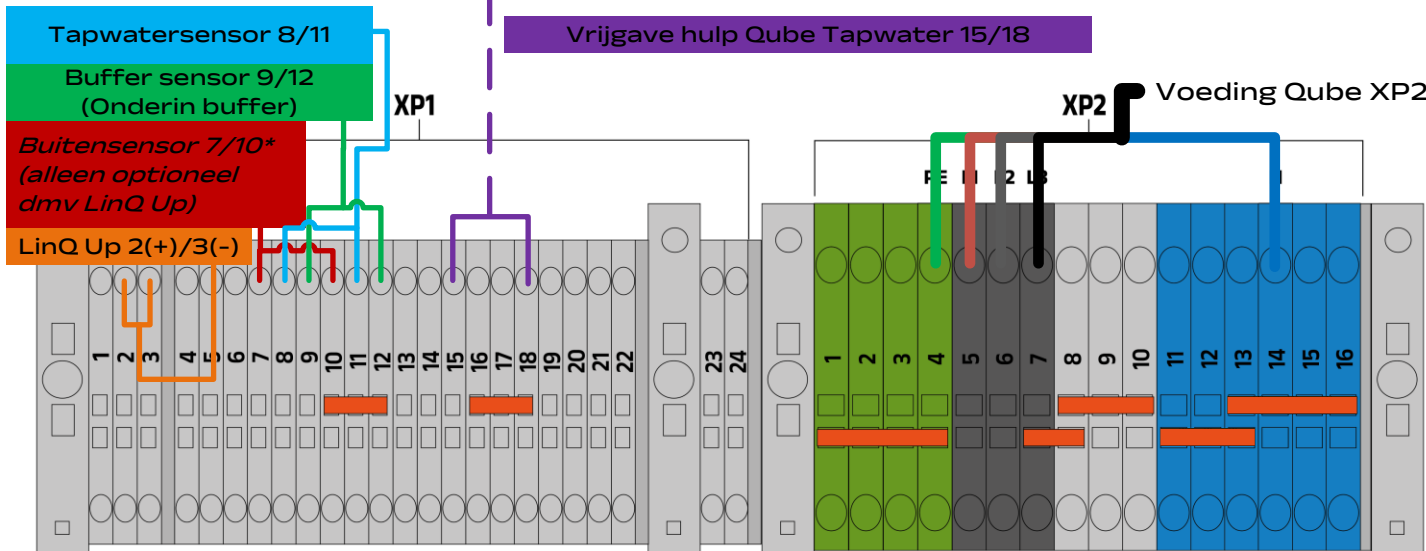 Tapwatersensor 8/11
Vrijgave hulp Qube Tapwater 15/18
Buffer sensor 9/12
(Onderin buffer)
XP1
XP2
Voeding Qube XP2
Buitensensor 7/10*
(alleen optioneel
dmv LinQ Up)
LinQ Up 2(+)/3(-)
PE L2 L3
1 2 3 4 5 6 7 8 9 10 11 12 13 14 15 16 17 18 19 20 21 22 23 24
1 2 3 4 5 6 7 8 9 10 11 12 13 14 15 16